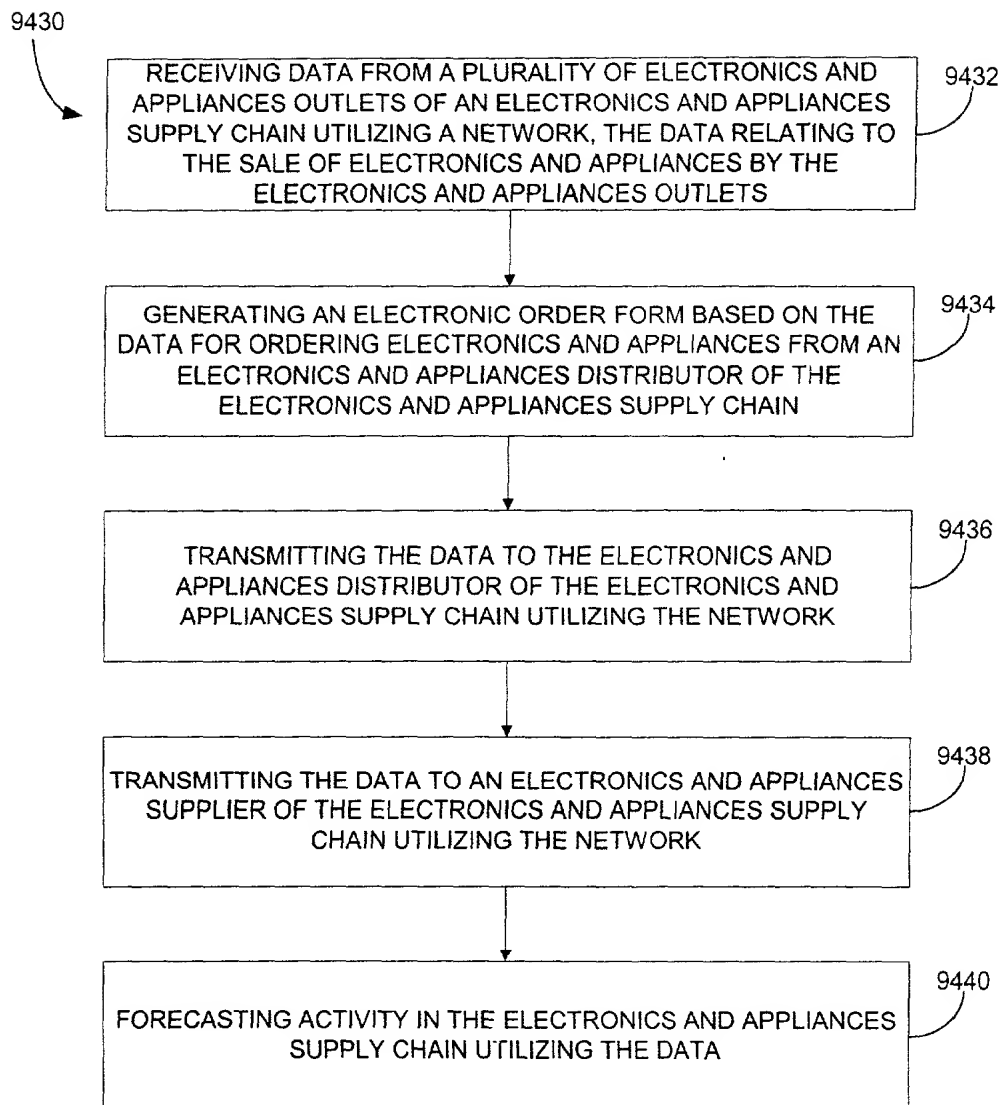 9430
RECEIVING DATA FROM A PLURALITY OF ELECTRONICS AND
APPLIANCES OUTLETS OF AN ELECTRONICS AND APPLIANCES
SUPPLY CHAIN UTILIZING A NETWORK, THE DATA RELATING TO
THE SALE OF ELECTRONICS AND APPLIANCES BY THE
ELECTRONICS AND APPLIANCES OUTLETS
9432
GENERATING AN ELECTRONIC ORDER FORM BASED ON THE
DATA FOR ORDERING ELECTRONICS AND APPLIANCES FROM AN
ELECTRONICS AND APPLIANCES DISTRIBUTOR OF THE
ELECTRONICS AND APPLIANCES SUPPLY CHAIN
9434
TRANSMITTING THE DATA TO THE ELECTRONICS AND
APPLIANCES DISTRIBUTOR OF THE ELECTRONICS AND
APPLIANCES SUPPLY CHAIN UTILIZING THE NETWORK
9436
TRANSMITTING THE DATA TO AN ELECTRONICS AND APPLIANCES
SUPPLIER OF THE ELECTRONICS AND APPLIANCES SUPPLY
CHAIN UTILIZING THE NETWORK
9438
FORECASTING ACTIVITY IN THE ELECTRONICS AND APPLIANCES
SUPPLY CHAIN UTILIZING THE DATA
9440